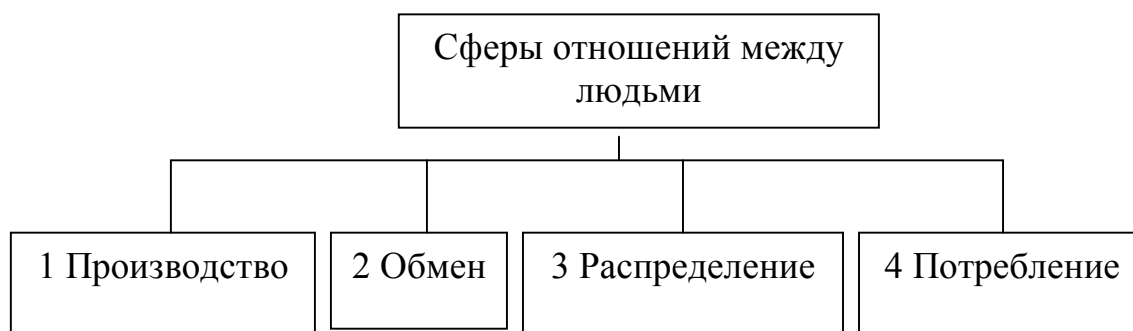 Сферы отношений между
людьми
1 Производство
2 Обмен
3 Распределение
4 Потребление